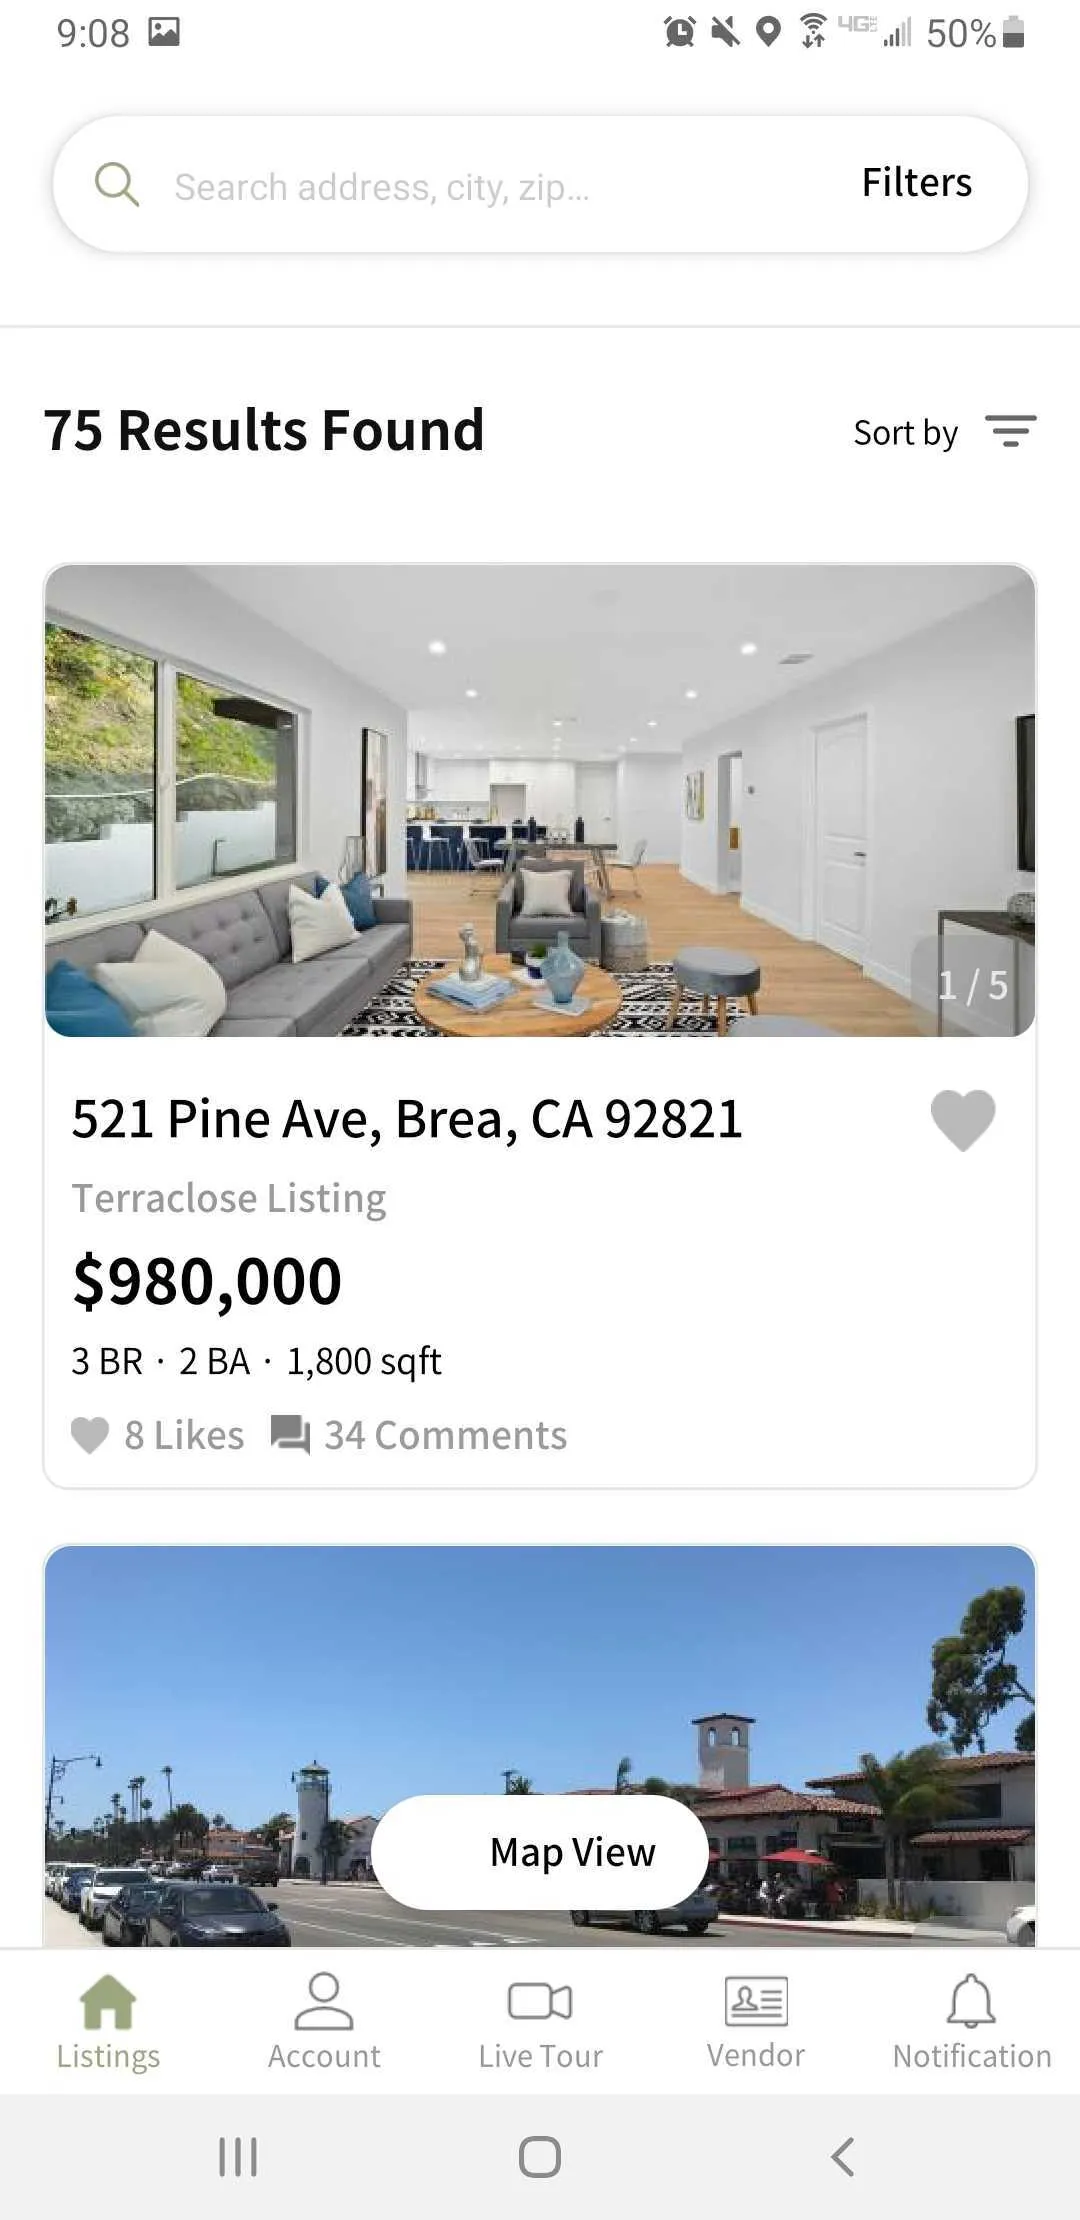 9:08 4G LTE 50%
Search address, city, zip... Filters
75 Results Found Sort by
1 / 5
521 Pine Ave, Brea, CA 92821
Terraclose Listing
$980,000
3 BR · 2 BA · 1,800 sqft
8 Likes 34 Comments
Map View
Listings Account Live Tour Vendor Notification